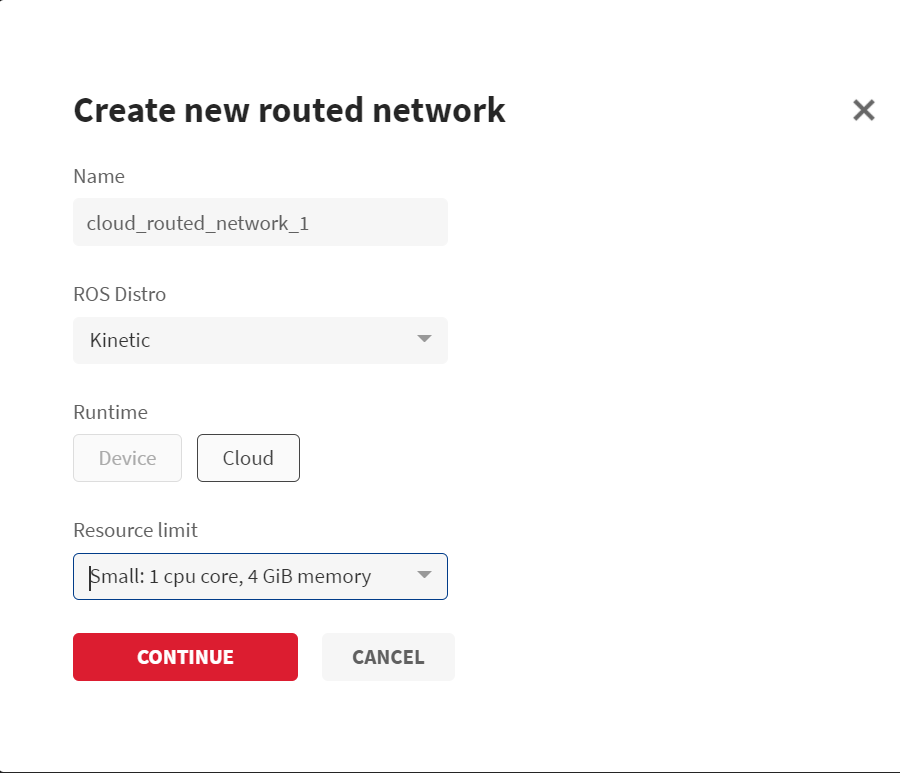 Create new routed network
Name
cloud_routed_network_1
ROS Distro
Kinetic
Runtime
Device Cloud
Resource limit
Small: 1 cpu core, 4 GiB memory
CONTINUE CANCEL